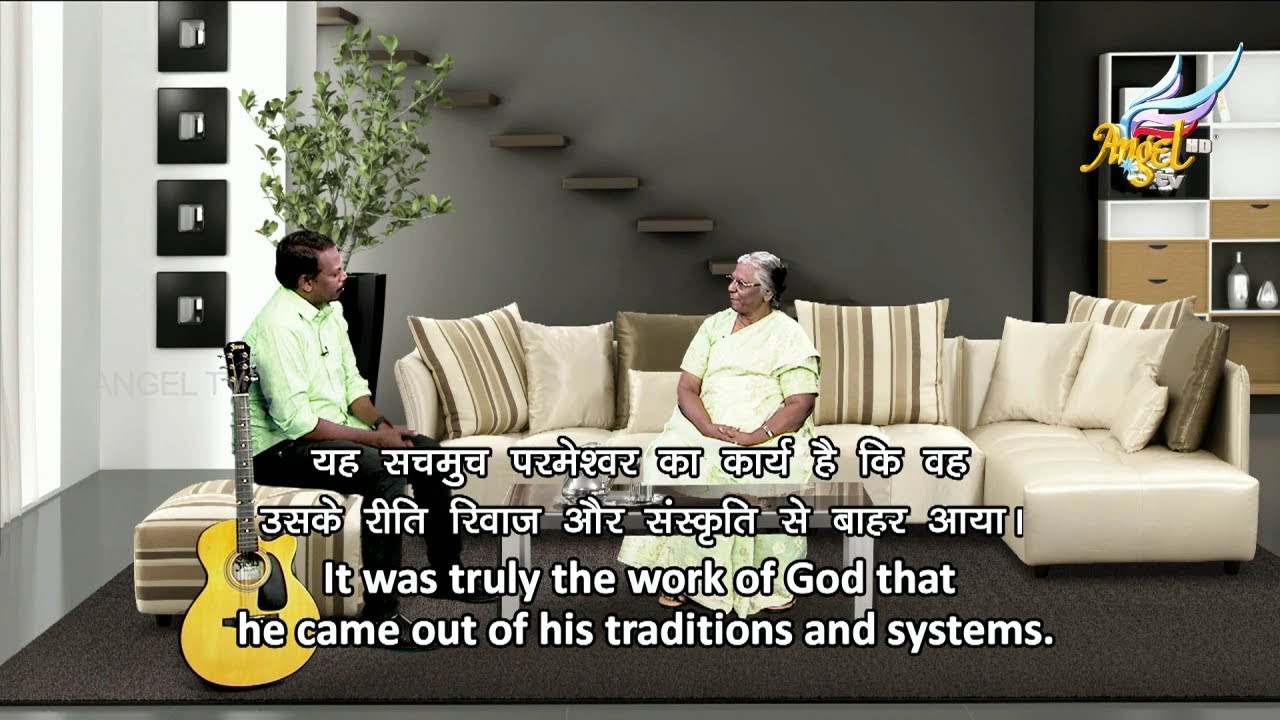 Angel HD
tv
ANGEL T
यह सचमुच परमेश्वर का कार्य है कि वह
उसके रीति रिवाज और संस्कृति से बाहर आया।
It was truly the work of God that
he came out of his traditions and systems.